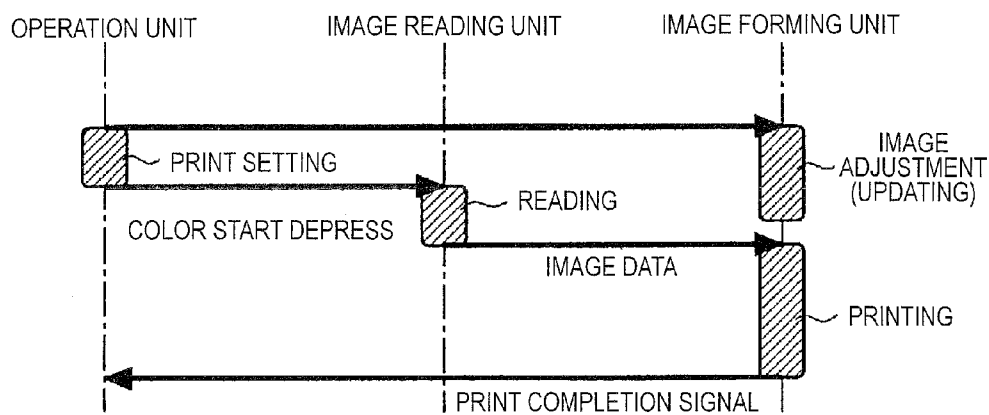 OPERATION UNIT
IMAGE READING UNIT
IMAGE FORMING UNIT
PRINT SETTING
IMAGE
ADJUSTMENT
(UPDATING)
READING
COLOR START DEPRESS
IMAGE DATA
PRINTING
PRINT COMPLETION SIGNAL